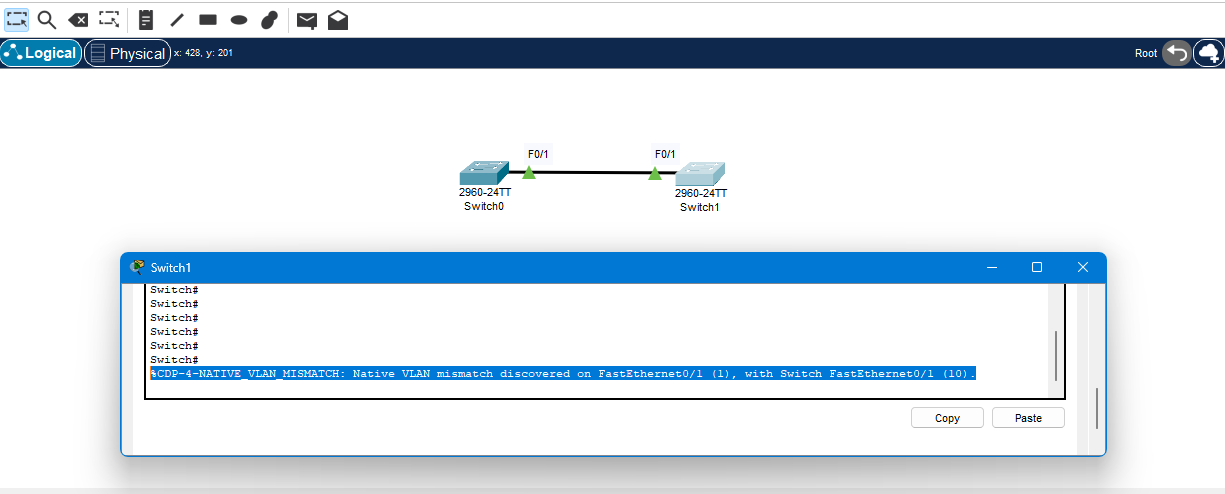 Logical
Physical
x: 428, y: 201
Root
F0/1
F0/1
2960-24TT
Switch0
2960-24TT
Switch1
Switch1
Switch#
Switch#
Switch#
Switch#
Switch#
Switch#
%CDP-4-NATIVE_VLAN_MISMATCH: Native VLAN mismatch discovered on FastEthernet0/1 (1), with Switch FastEthernet0/1 (10).
Copy
Paste